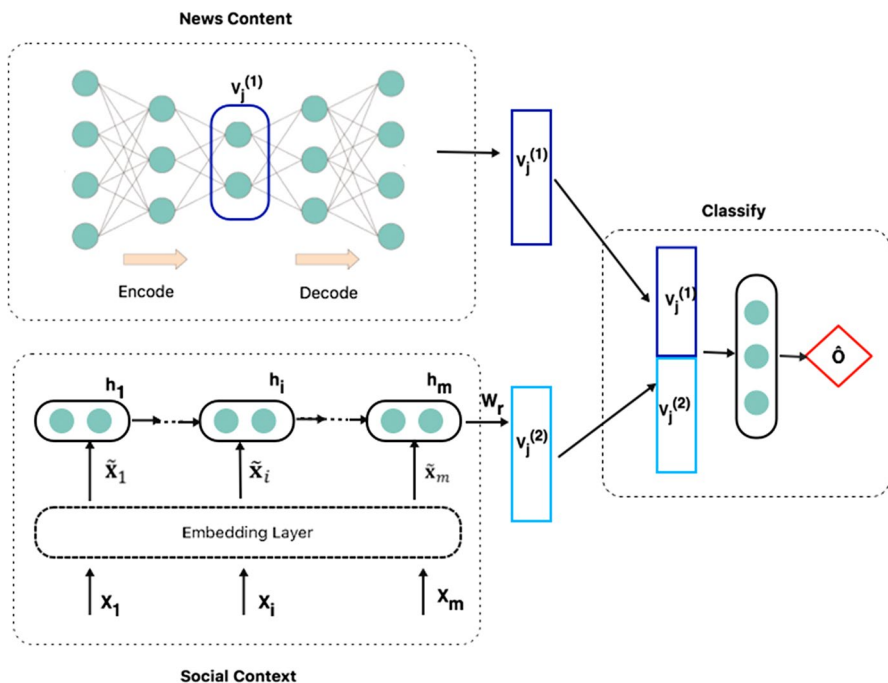 News Content
Vⱼ⁽¹⁾
Encode
Decode
Vⱼ⁽¹⁾
Classify
Vⱼ⁽¹⁾
Vⱼ⁽²⁾
Ô
h₁
hᵢ
hₘ
Wᵣ
Vⱼ⁽²⁾
x̃₁
x̃ᵢ
x̃ₘ
Embedding Layer
X₁
Xᵢ
Xₘ
Social Context